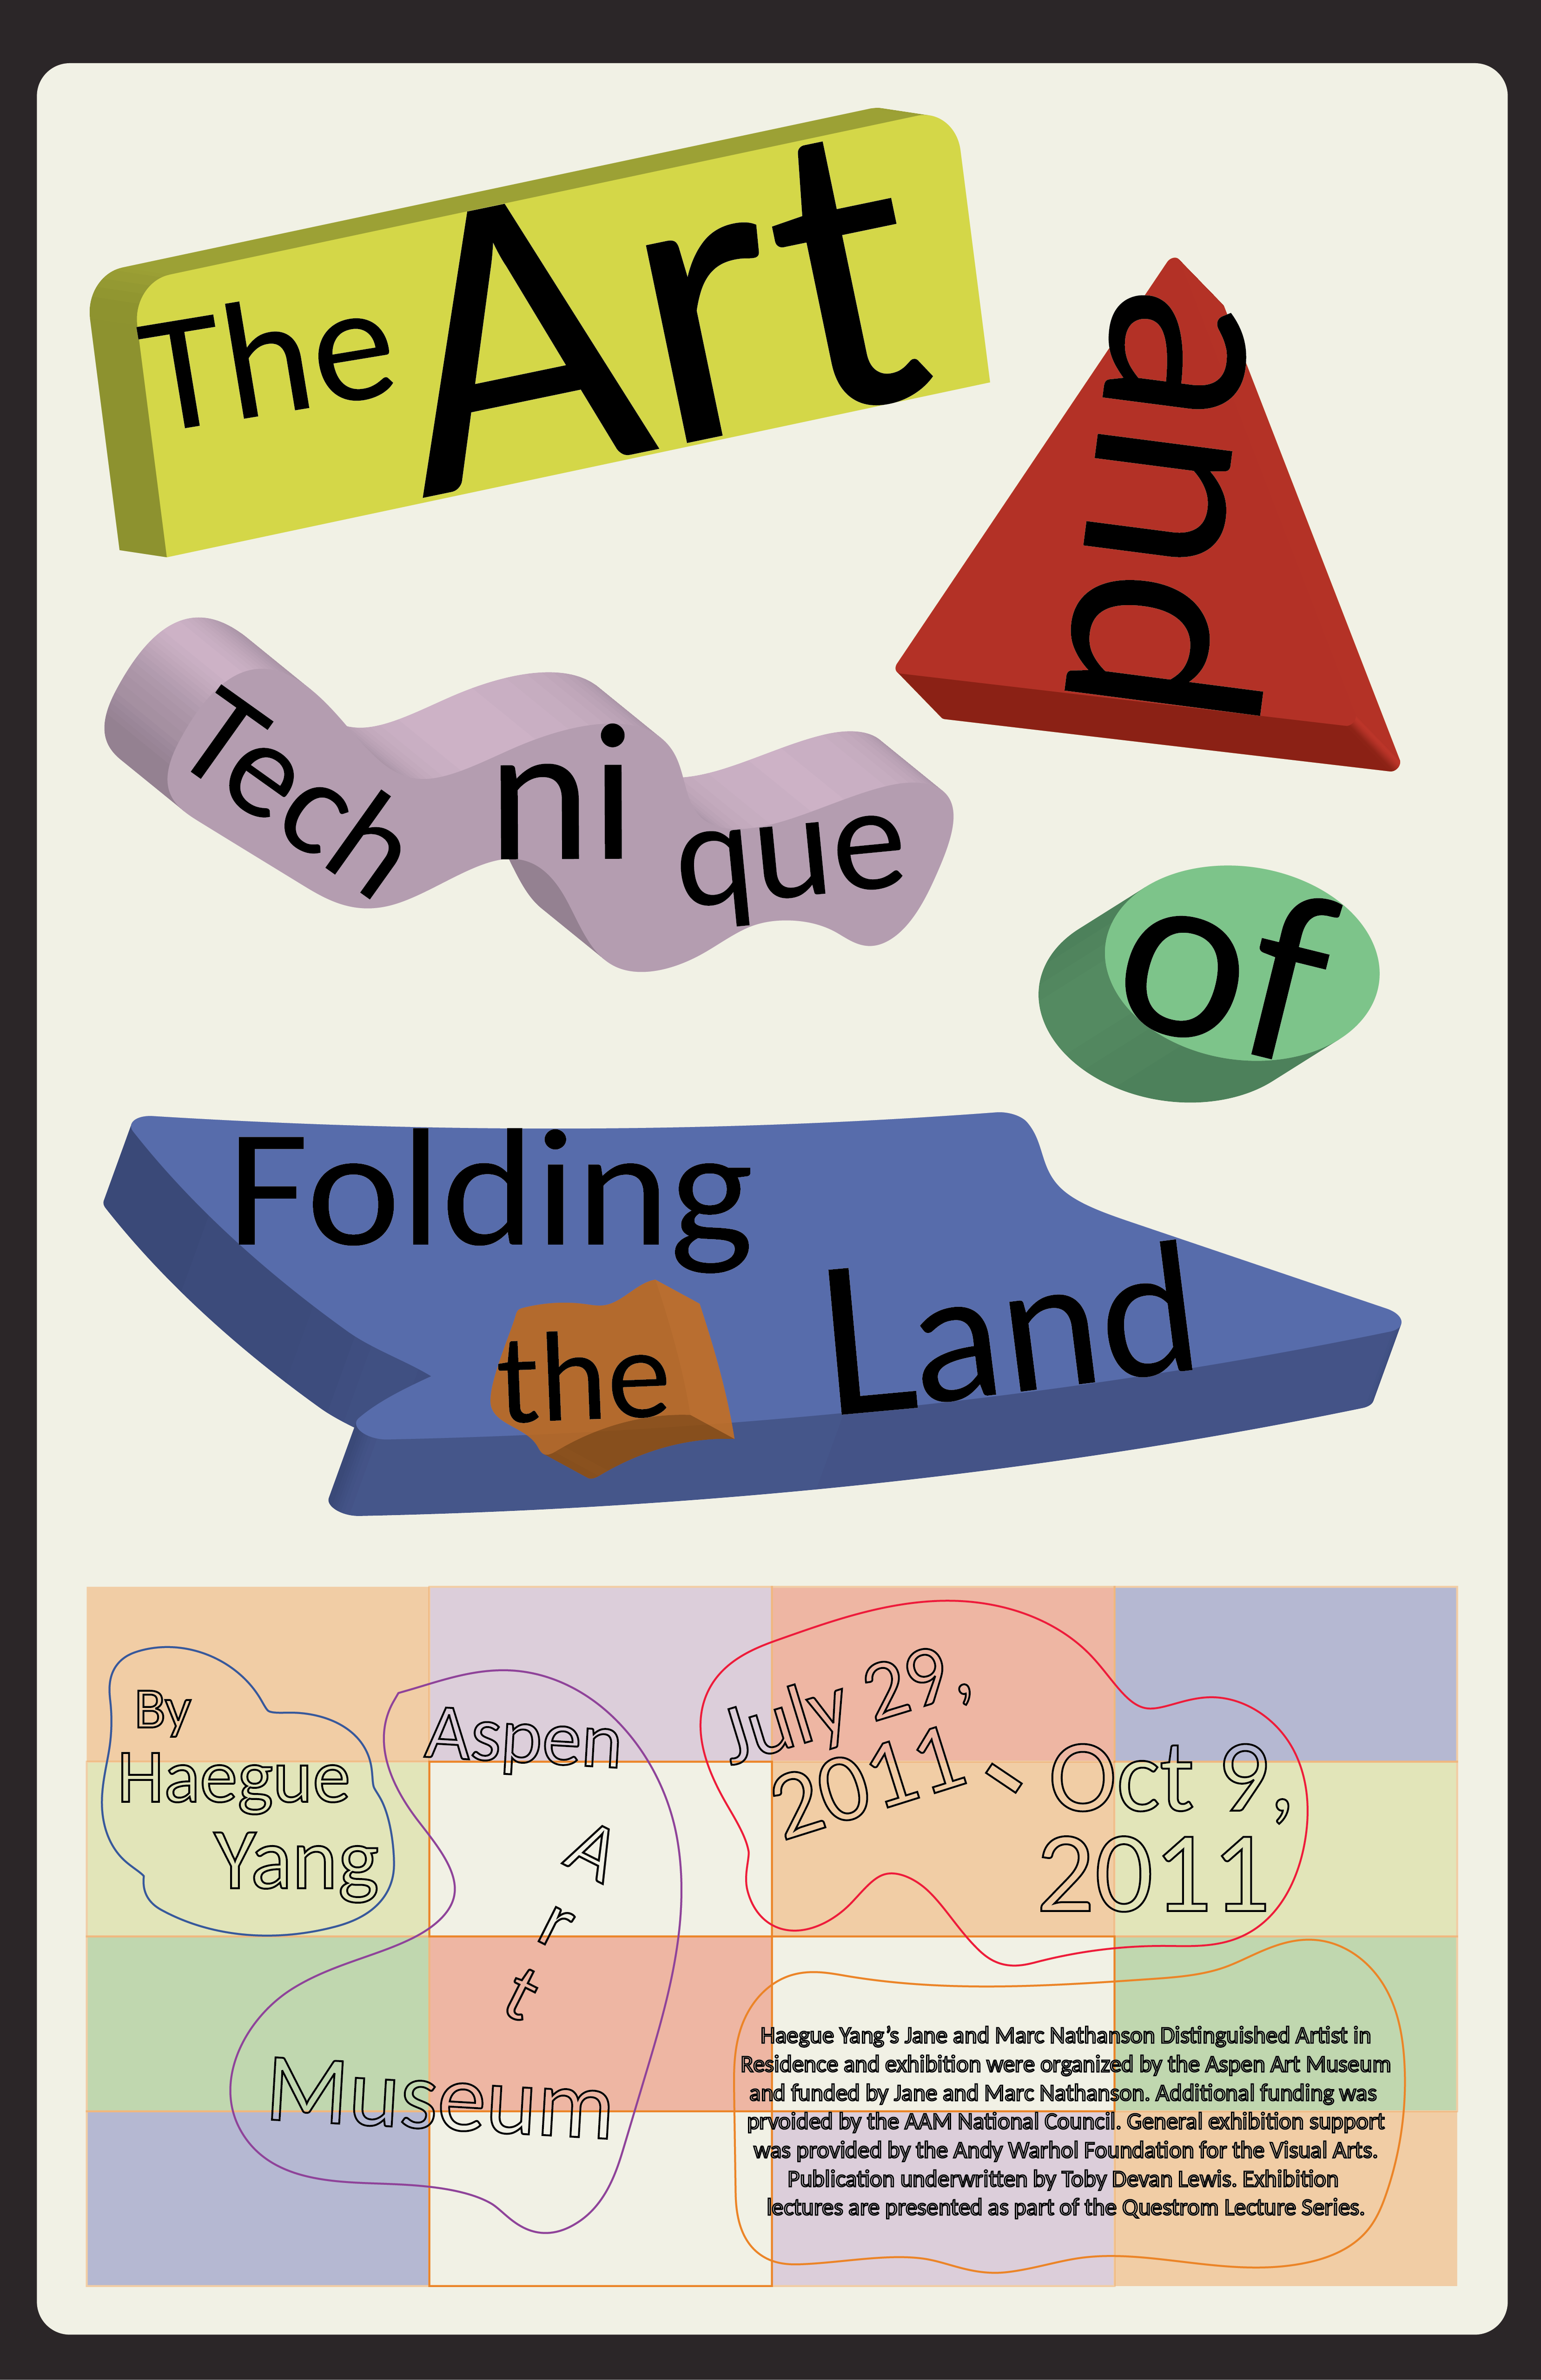 The Art
and
Tech ni que
of
Folding
the Land
By
Haegue
Yang
Aspen
Art
Museum
July 29,
2011 - Oct 9,
2011
Haegue Yang’s Jane and Marc Nathanson Distinguished Artist in
Residence and exhibition were organized by the Aspen Art Museum
and funded by Jane and Marc Nathanson. Additional funding was
prvoided by the AAM National Council. General exhibition support
was provided by the Andy Warhol Foundation for the Visual Arts.
Publication underwritten by Toby Devan Lewis. Exhibition
lectures are presented as part of the Questrom Lecture Series.